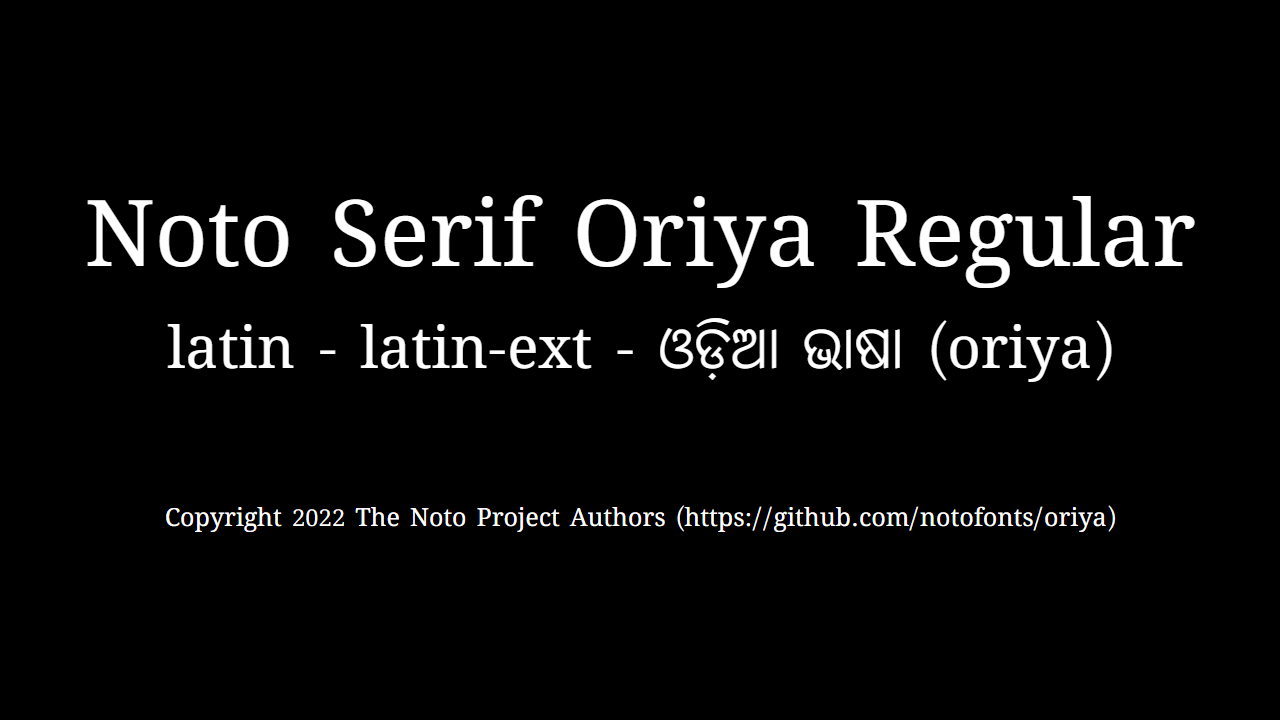 Noto Serif Oriya Regular
latin - latin-ext - ଓଡ଼ିଆ ଭାଷା (oriya)
Copyright 2022 The Noto Project Authors (https://github.com/notofonts/oriya)